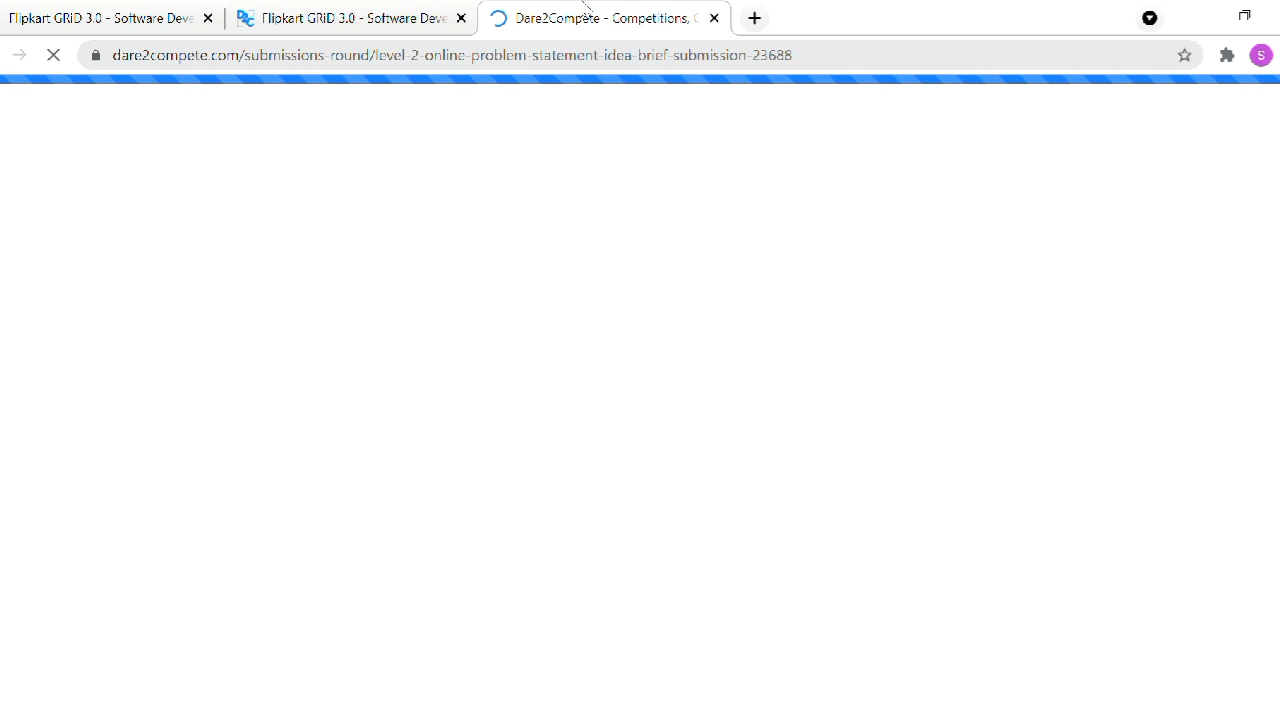 Flipkart GRiD 3.0 - Software Deve
Flipkart GRiD 3.0 - Software Deve
Dare2Compete - Competitions,
dare2compete.com/submissions-round/level-2-online-problem-statement-idea-brief-submission-23688
S